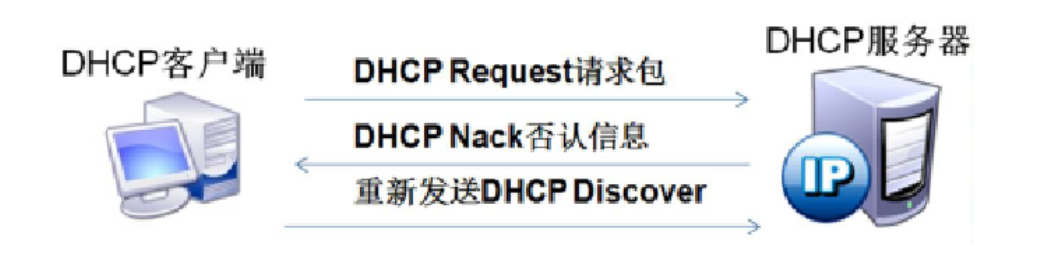 DHCP客户端
DHCP服务器
DHCP Request请求包
DHCP Nack否认信息
IP
重新发送DHCP Discover